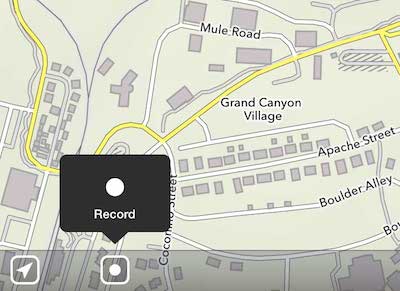 Mule Road
Grand Canyon
Village
Apache Street
Boulder Alley
Record
Coconino Street